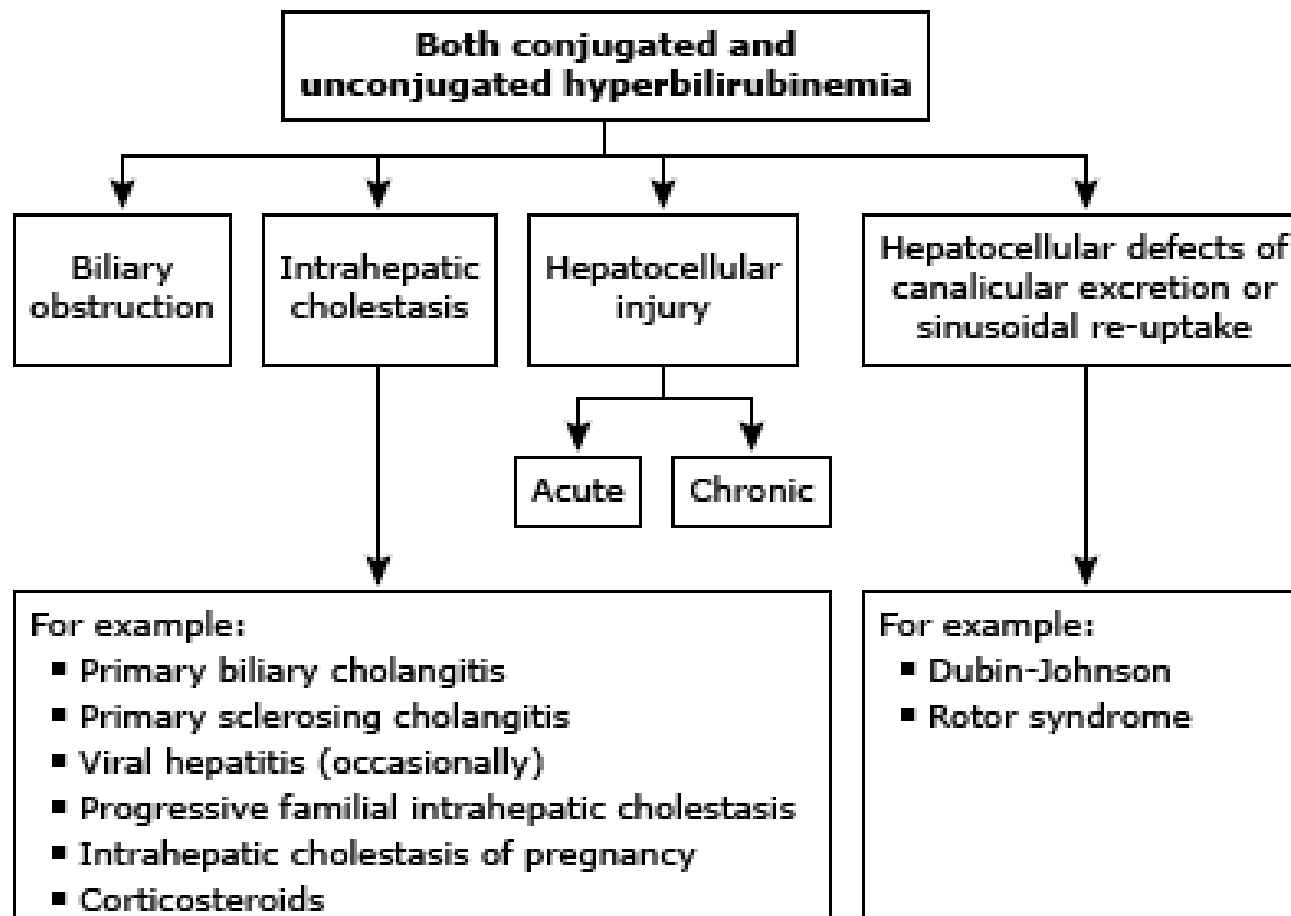 Both conjugated and
unconjugated hyperbilirubinemia
Biliary
obstruction
Intrahepatic
cholestasis
Hepatocellular
injury
Hepatocellular defects of
canalicular excretion or
sinusoidal re-uptake
Acute
Chronic
For example:
▪ Primary biliary cholangitis
▪ Primary sclerosing cholangitis
▪ Viral hepatitis (occasionally)
▪ Progressive familial intrahepatic cholestasis
▪ Intrahepatic cholestasis of pregnancy
▪ Corticosteroids
For example:
▪ Dubin-Johnson
▪ Rotor syndrome